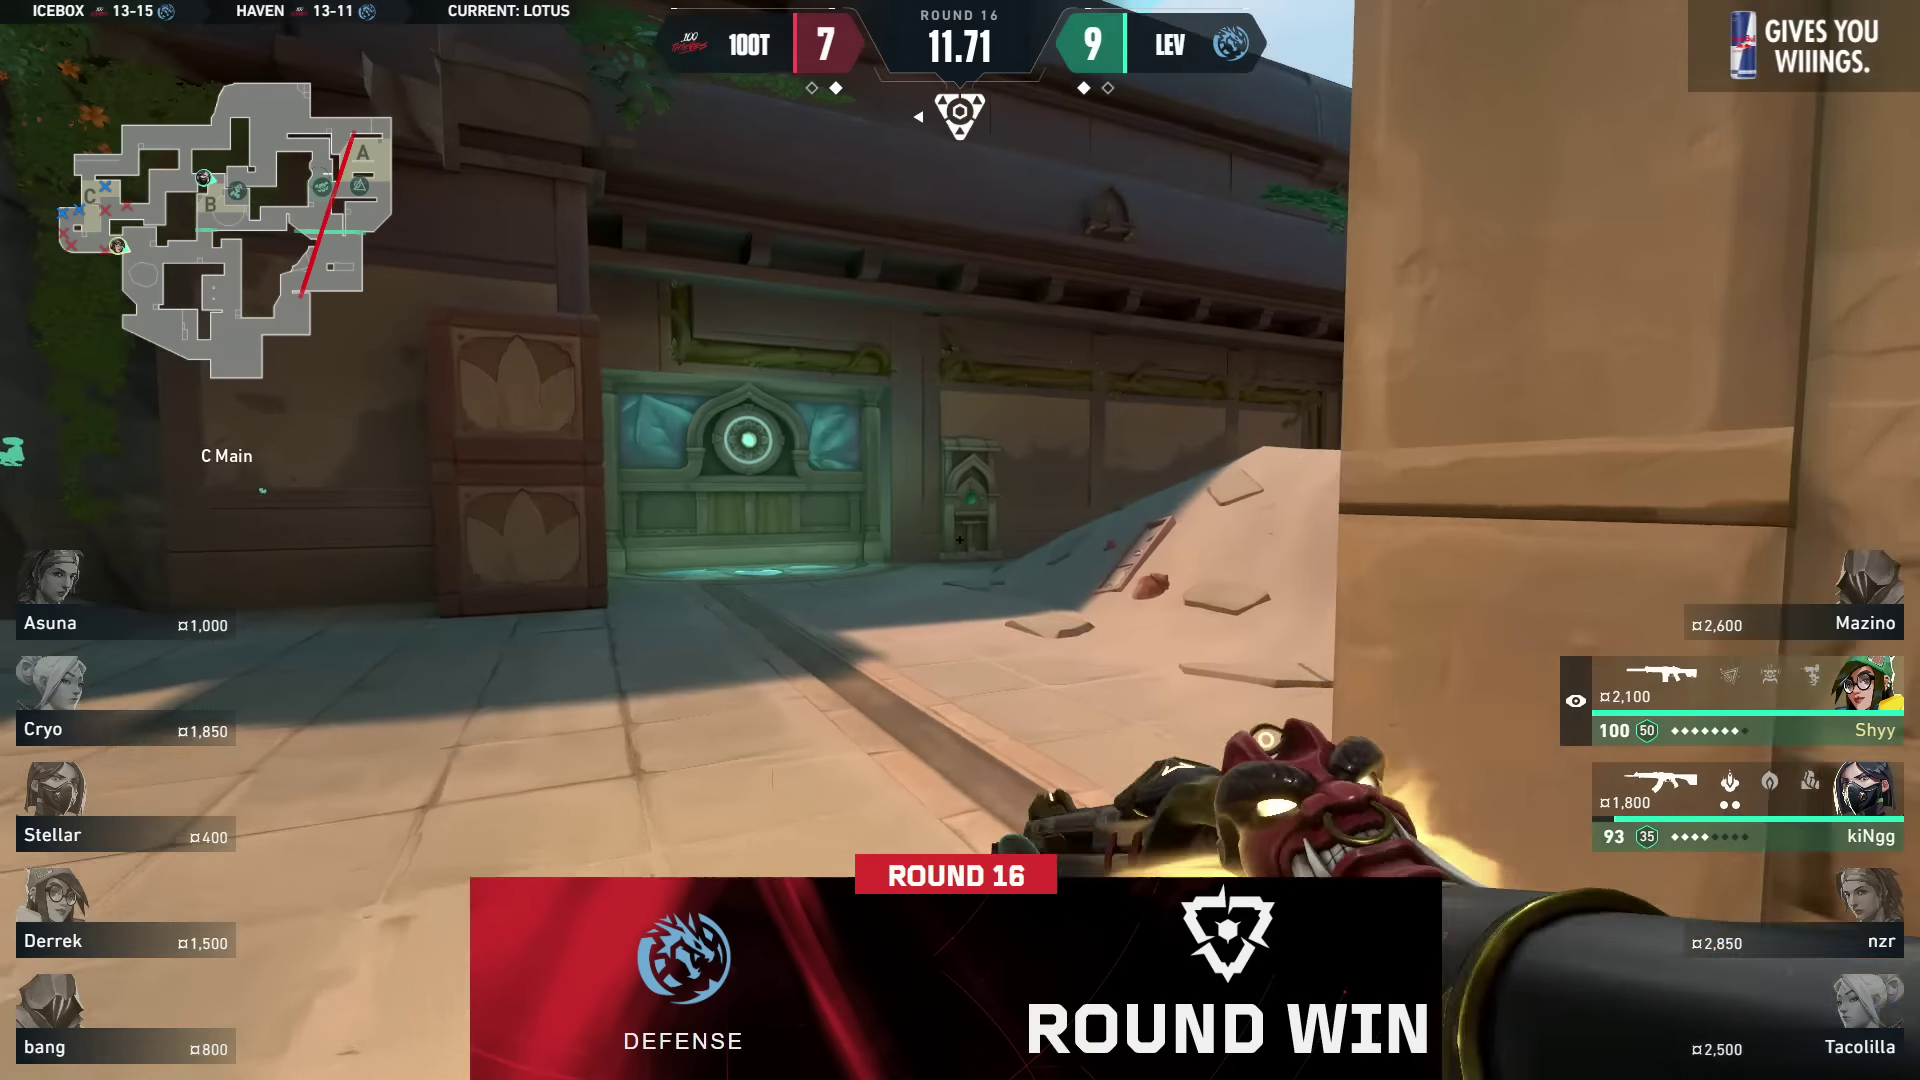 ICEBOX 13-15 HAVEN 13-11 CURRENT: LOTUS
100T 7
ROUND 16
11.71
9 LEV
GIVES YOU
WIIINGS.
A
C
B
C Main
Asuna ¤1,000
Cryo ¤1,850
Stellar ¤400
Derrek ¤1,500
bang ¤800
¤2,600 Mazino
¤2,100
100 50 Shyy
¤1,800
93 35 kiNgg
¤2,850 nzr
¤2,500 Tacolilla
ROUND 16
DEFENSE
ROUND WIN